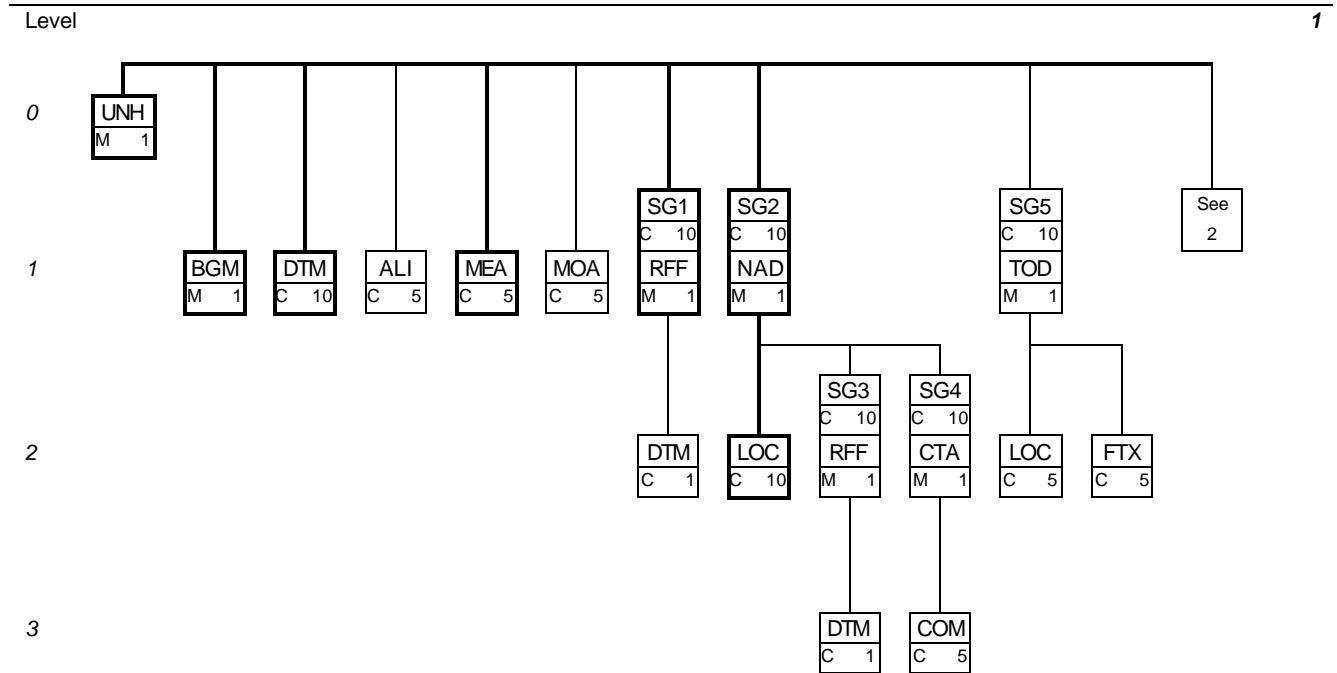 Level 1
0 UNH
M 1
SG1 SG2 SG5 See
C 10 C 10 C 10 2
1 BGM DTM ALI MEA MOA RFF NAD TOD
M 1 C 10 C 5 C 5 C 5 M 1 M 1 M 1
SG3 SG4
C 10 C 10
2 DTM LOC RFF CTA LOC FTX
C 1 C 10 M 1 M 1 C 5 C 5
3 DTM COM
C 1 C 5